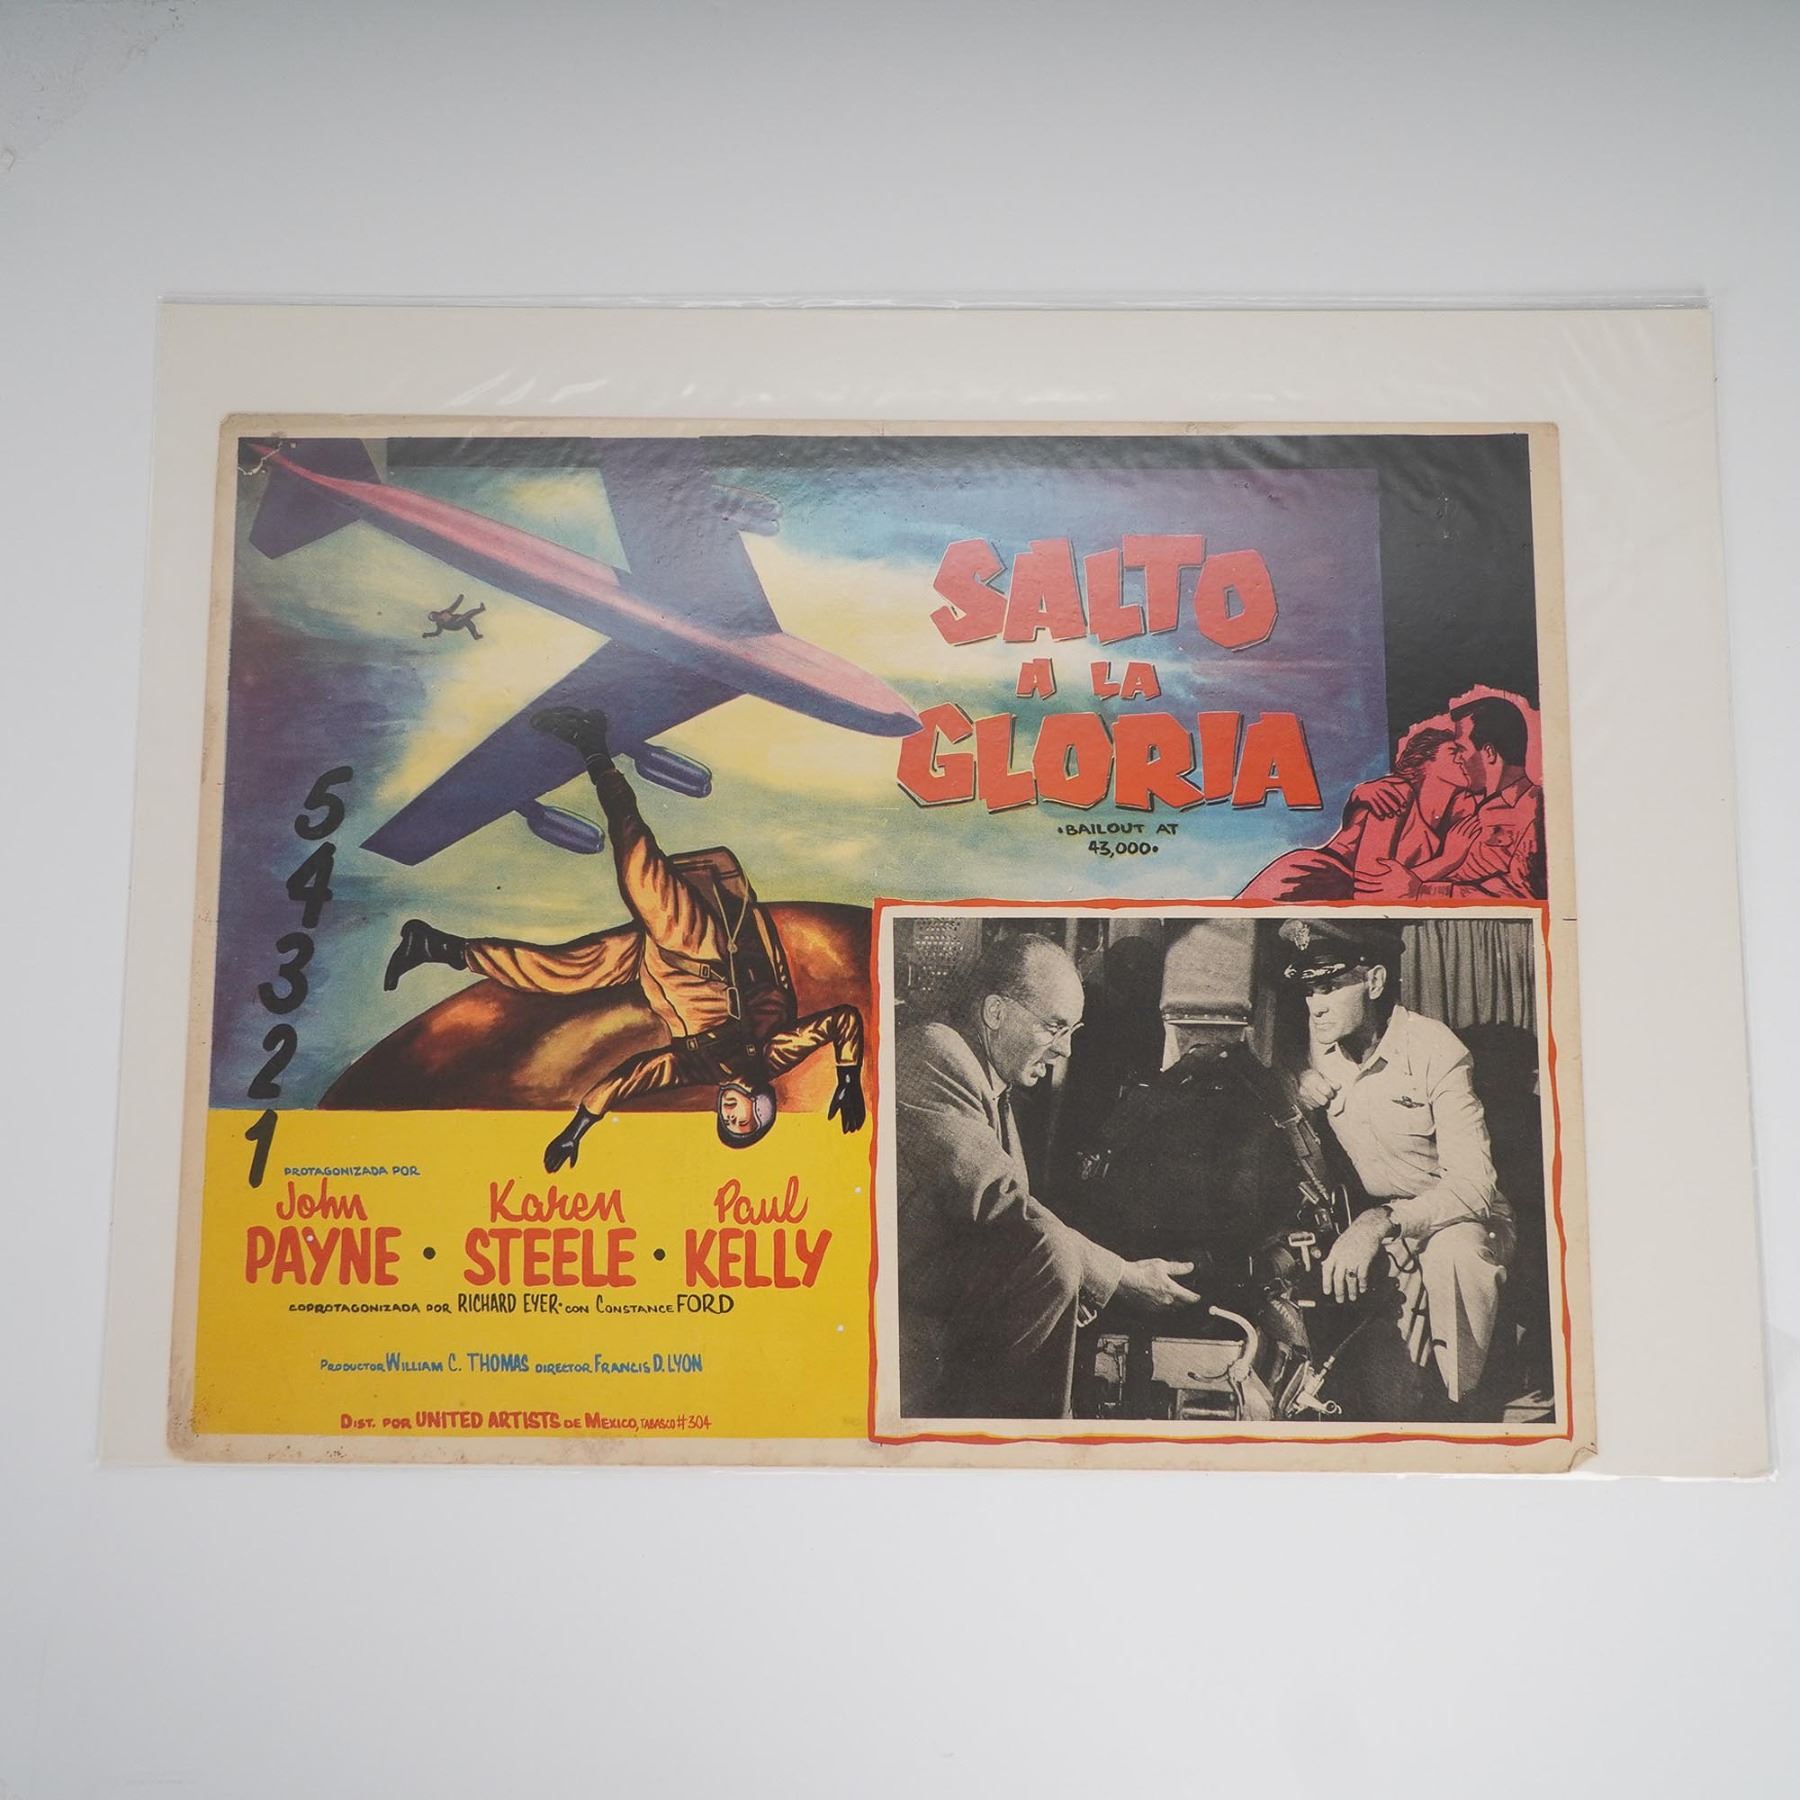 SALTO
A LA
GLORIA
•BAILOUT AT
43,000•
5
4
3
2
1
PROTAGONIZADA POR
John Karen Paul
PAYNE • STEELE • KELLY
COPROTAGONIZADA POR RICHARD EYER • CON CONSTANCE FORD
PRODUCTOR WILLIAM C. THOMAS DIRECTOR FRANCIS D. LYON
DIST. POR UNITED ARTISTS DE MEXICO, TABASCO #304